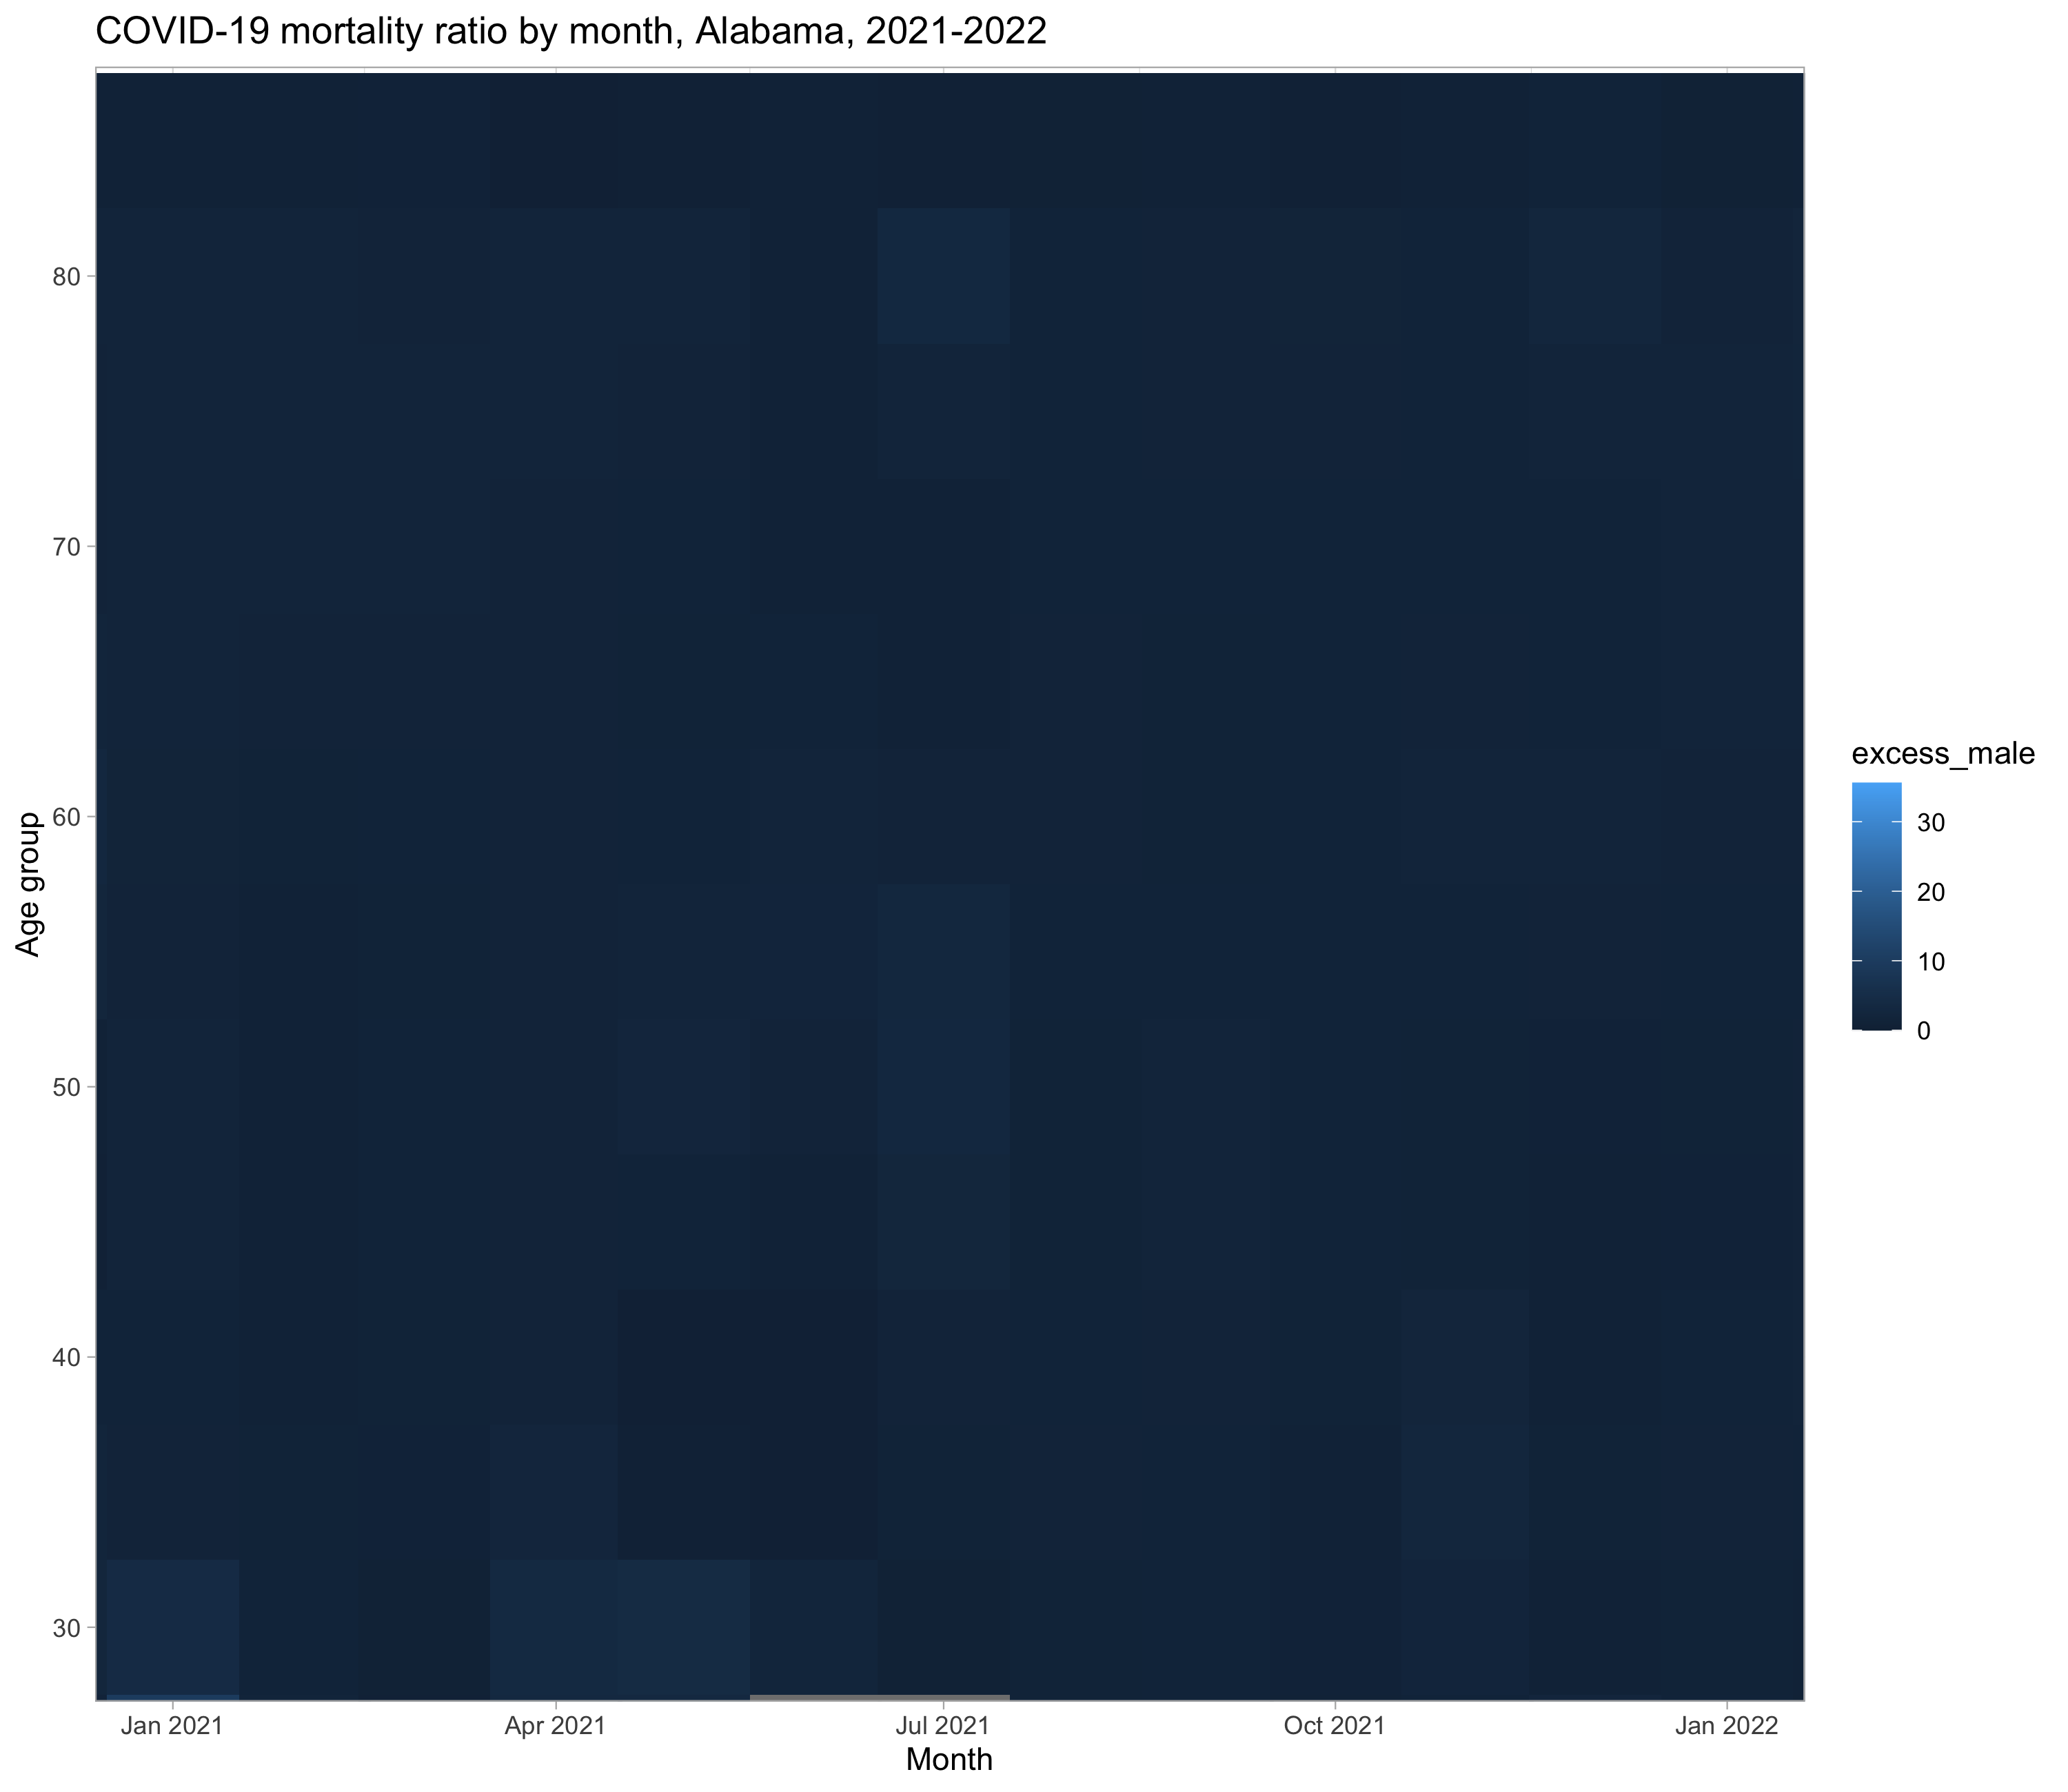 COVID-19 mortality ratio by month, Alabama, 2021-2022
Age group
80
70
60
50
40
30
Jan 2021
Apr 2021
Jul 2021
Oct 2021
Jan 2022
Month
excess_male
30
20
10
0